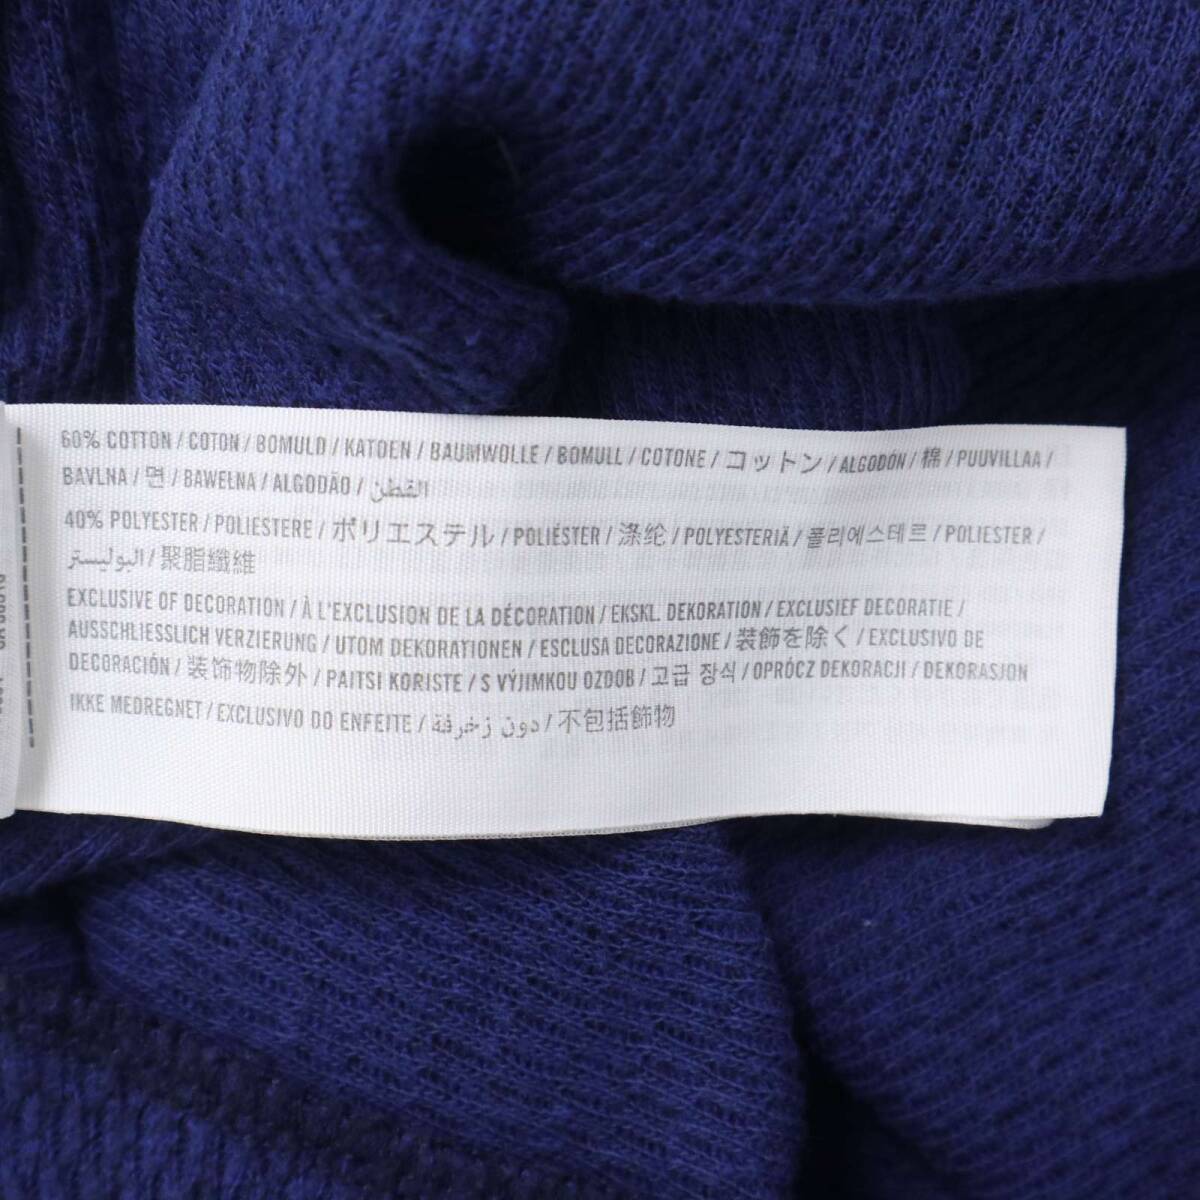 60% COTTON / COTON / BOMULD / KATOEN / BAUMWOLLE / BOMULL / COTONE / コットン / ALGODÓN / 棉 / PUUVILLAA /
BAVLNA / 면 / BAWEŁNA / ALGODÃO / القطن
40% POLYESTER / POLIESTERE / ポリエステル / POLIÉSTER / 涤纶 / POLYESTERIÄ / 폴리에스테르 / POLIESTER /
البوليستر / 聚脂纖維
EXCLUSIVE OF DECORATION / À L'EXCLUSION DE LA DÉCORATION / EKSKL. DEKORATION / EXCLUSIEF DECORATIE /
AUSSCHLIESSLICH VERZIERUNG / UTOM DEKORATIONEN / ESCLUSA DECORAZIONE / 装飾を除く / EXCLUSIVO DE
DECORACIÓN / 装饰物除外 / PAITSI KORISTE / S VÝJIMKOU OZDOB / 고급 장식 / OPRÓCZ DEKORACJI / DEKORASJON
IKKE MEDREGNET / EXCLUSIVO DO ENFEITE / دون زخرفة / 不包括飾物